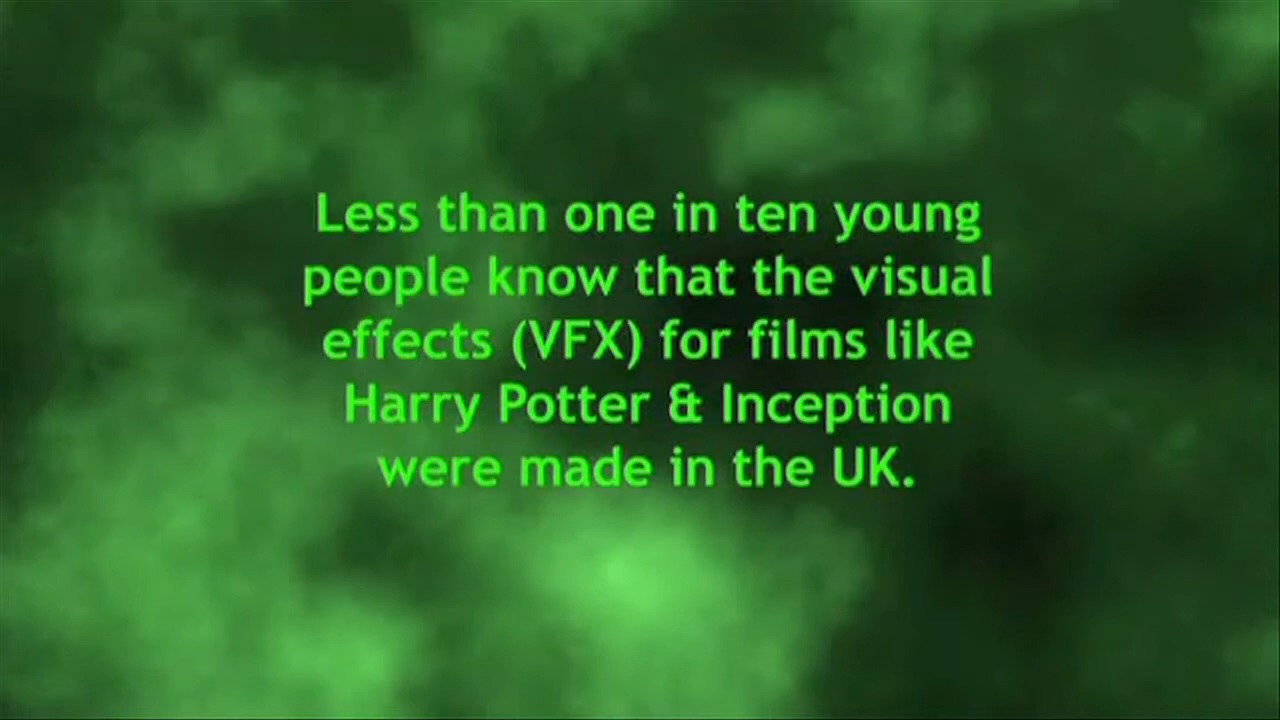 Less than one in ten young
people know that the visual
effects (VFX) for films like
Harry Potter & Inception
were made in the UK.